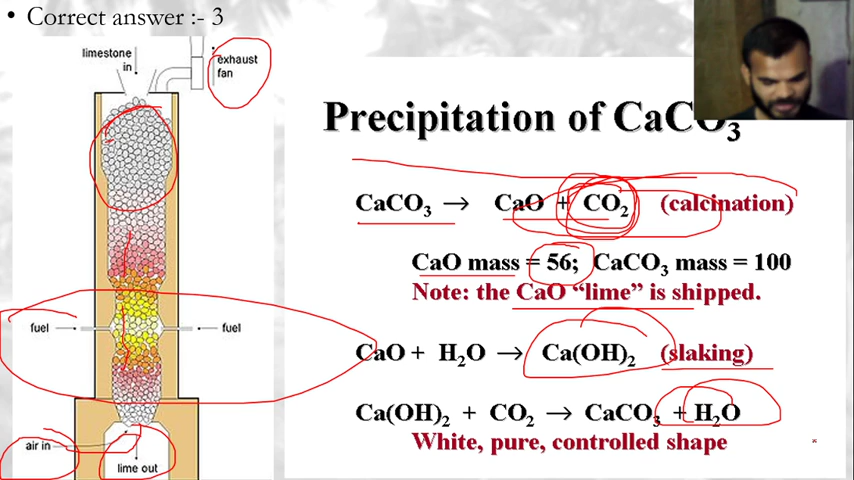 • Correct answer :- 3
limestone
in
exhaust
fan
fuel
fuel
air in
lime out
Precipitation of CaCO₃
CaCO₃ → CaO + CO₂ (calcination)
CaO mass = 56; CaCO₃ mass = 100
Note: the CaO “lime” is shipped.
CaO + H₂O → Ca(OH)₂ (slaking)
Ca(OH)₂ + CO₂ → CaCO₃ + H₂O
White, pure, controlled shape